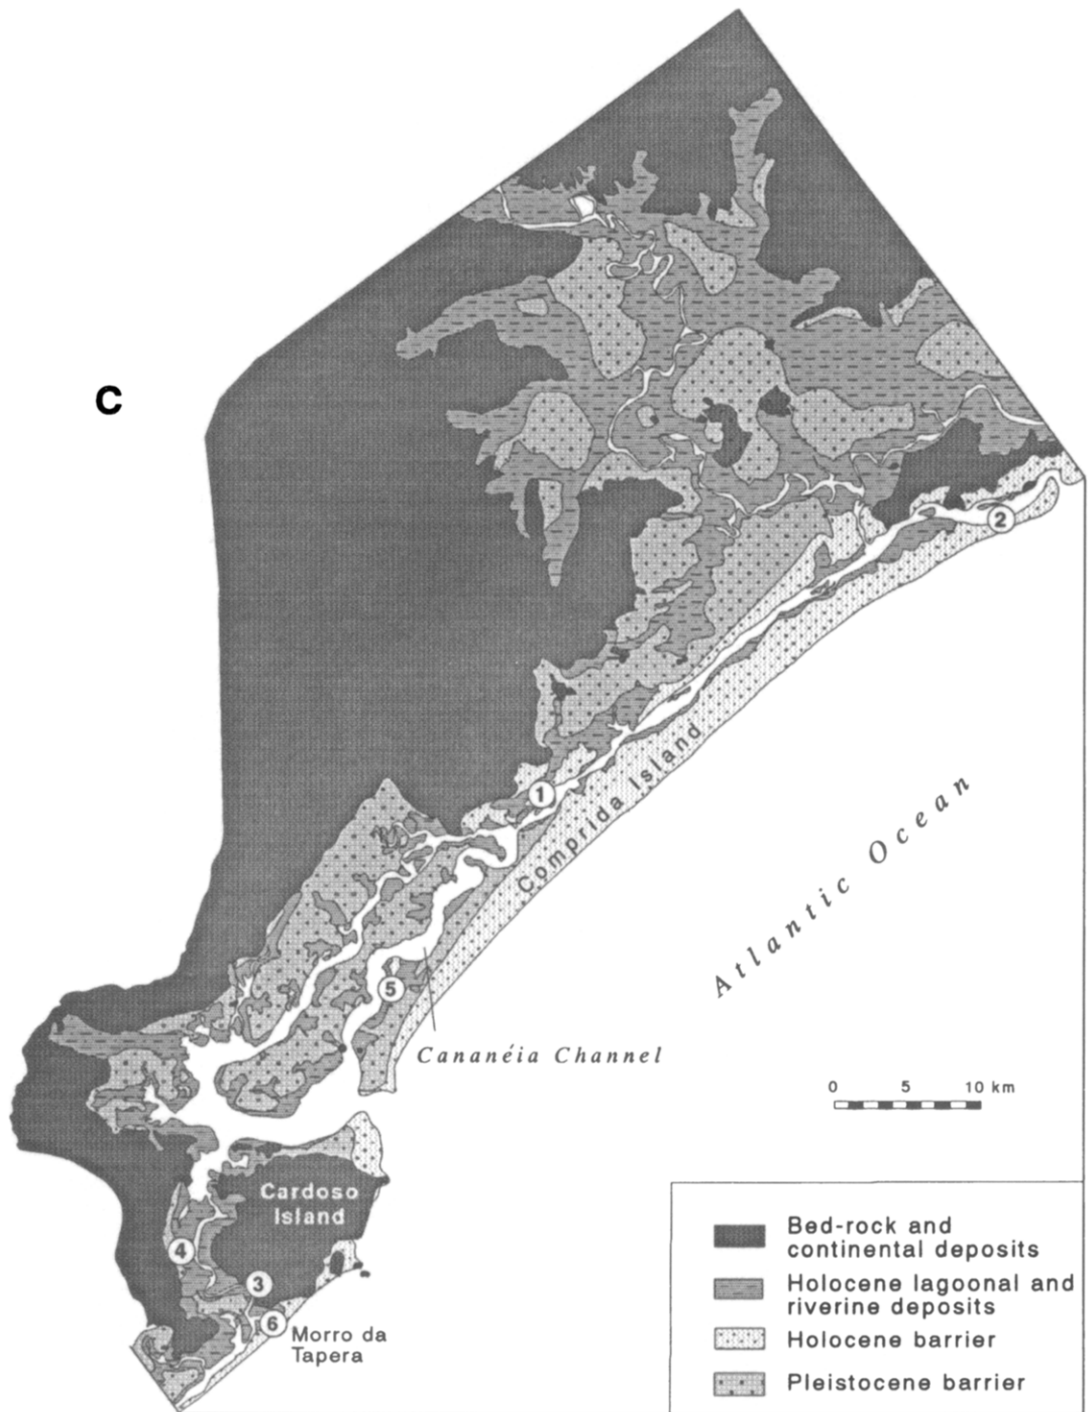 C
2
Comprida Island
1
Atlantic Ocean
5
Cananéia Channel
0 5 10 km
Cardoso
Island
4
3
6
Morro da
Tapera
Bed-rock and
continental deposits
Holocene lagoonal and
riverine deposits
Holocene barrier
Pleistocene barrier